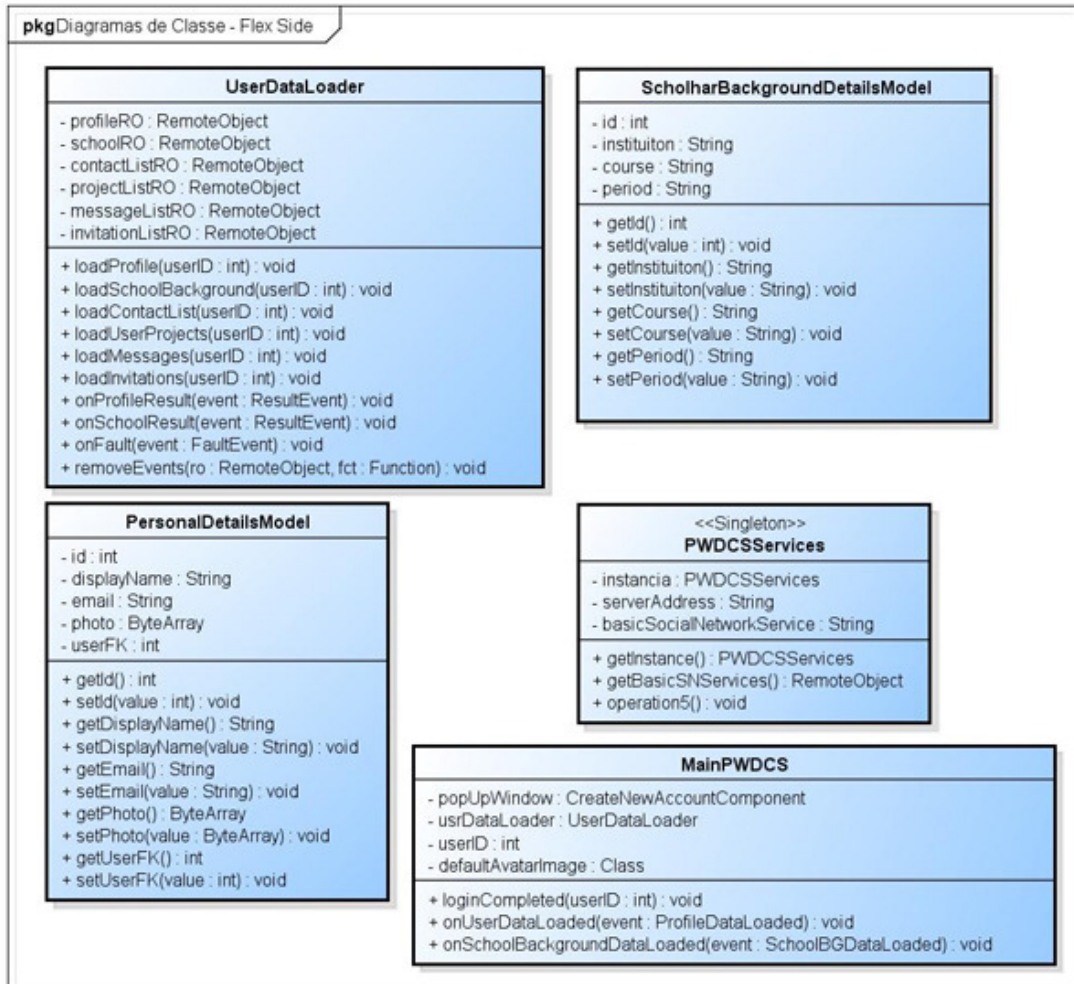 pkgDiagramas de Classe - Flex Side
UserDataLoader
- profileRO : RemoteObject
- schoolRO : RemoteObject
- contactListRO : RemoteObject
- projectListRO : RemoteObject
- messageListRO : RemoteObject
- invitationListRO : RemoteObject
+ loadProfile(userID : int) : void
+ loadSchoolBackground(userID : int) : void
+ loadContactList(userID : int) : void
+ loadUserProjects(userID : int) : void
+ loadMessages(userID : int) : void
+ loadInvitations(userID : int) : void
+ onProfileResult(event : ResultEvent) : void
+ onSchoolResult(event : ResultEvent) : void
+ onFault(event : FaultEvent) : void
+ removeEvents(ro : RemoteObject, fct : Function) : void
ScholharBackgroundDetailsModel
- id : int
- instituiton : String
- course : String
- period : String
+ getId() : int
+ setId(value : int) : void
+ getInstituiton() : String
+ setInstituiton(value : String) : void
+ getCourse() : String
+ setCourse(value : String) : void
+ getPeriod() : String
+ setPeriod(value : String) : void
PersonalDetailsModel
- id : int
- displayName : String
- email : String
- photo : ByteArray
- userFK : int
+ getId() : int
+ setId(value : int) : void
+ getDisplayName() : String
+ setDisplayName(value : String) : void
+ getEmail() : String
+ setEmail(value : String) : void
+ getPhoto() : ByteArray
+ setPhoto(value : ByteArray) : void
+ getUserFK() : int
+ setUserFK(value : int) : void
<<Singleton>>
PWDCSServices
- instancia : PWDCSServices
- serverAddress : String
- basicSocialNetworkService : String
+ getInstance() : PWDCSServices
+ getBasicSNServices() : RemoteObject
+ operation5() : void
MainPWDCS
- popUpWindow : CreateNewAccountComponent
- usrDataLoader : UserDataLoader
- userID : int
- defaultAvatarImage : Class
+ loginCompleted(userID : int) : void
+ onUserDataLoaded(event : ProfileDataLoaded) : void
+ onSchoolBackgroundDataLoaded(event : SchoolBGDataLoaded) : void